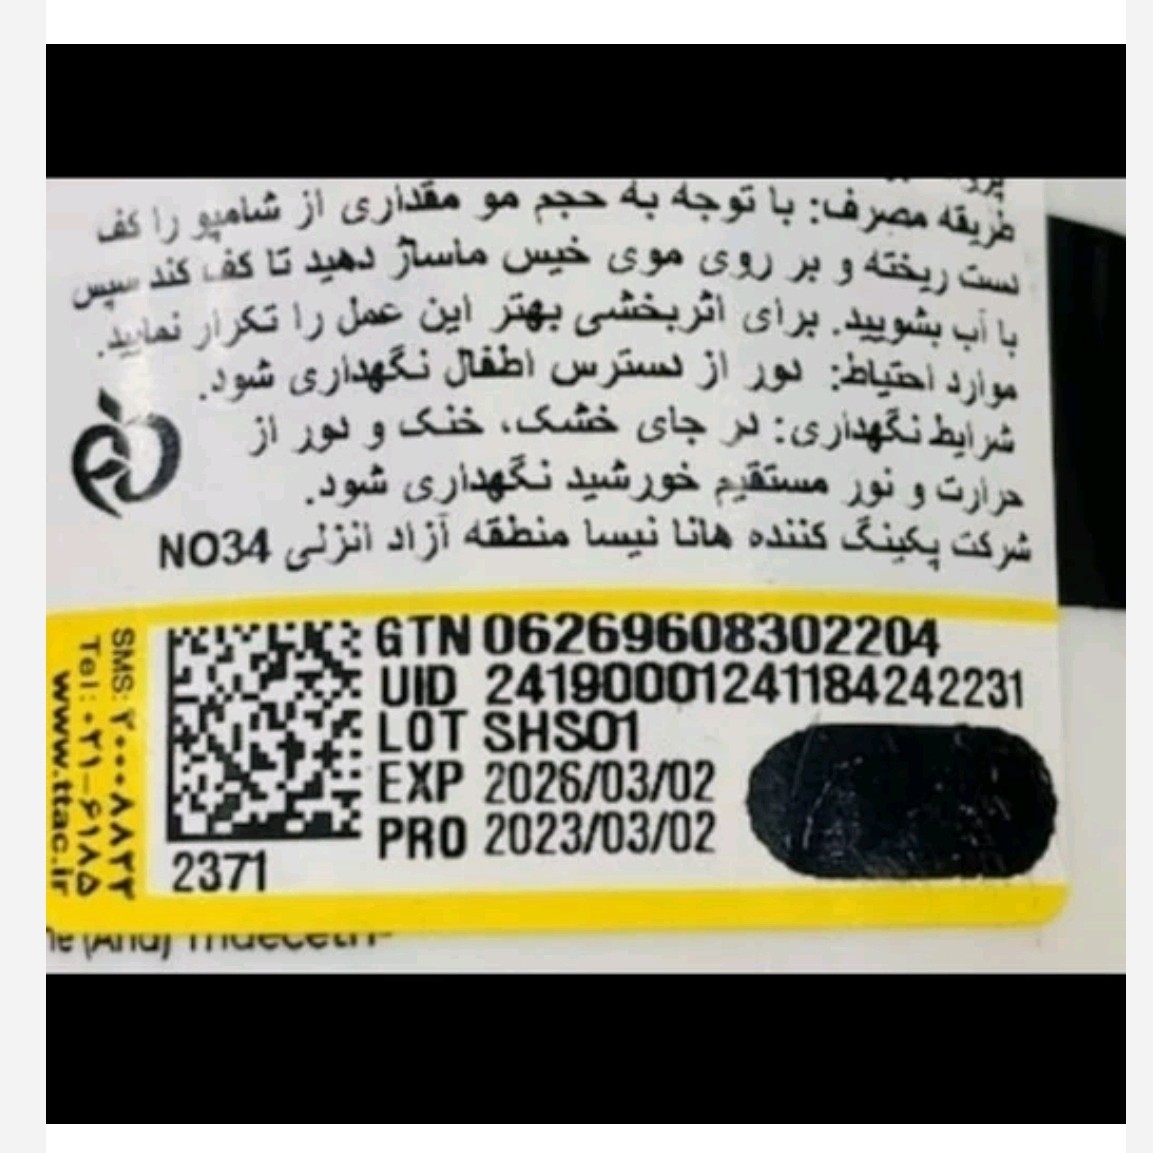 طریقه مصرف: با توجه به حجم مو مقداری از شامپو را کف
دست ریخته و بر روی موی خیس ماساژ دهید تا کف کند سپس
با آب بشویید. برای اثربخشی بهتر این عمل را تکرار نمایید.
موارد احتیاط: دور از دسترس اطفال نگهداری شود.
شرایط نگهداری: در جای خشک، خنک و دور از
حرارت و نور مستقیم خورشید نگهداری شود.
شرکت پکینگ کننده هانا نیسا منطقه آزاد انزلی NO34
GTN 06269608302204
UID 24190001241184242231
LOT SHS01
EXP 2026/03/02
PRO 2023/03/02
2371
SMS: ۲۰۰۰۸۸۲۲
Tel: ۰۲۱-۶۱۸۵
www.ttac.ir